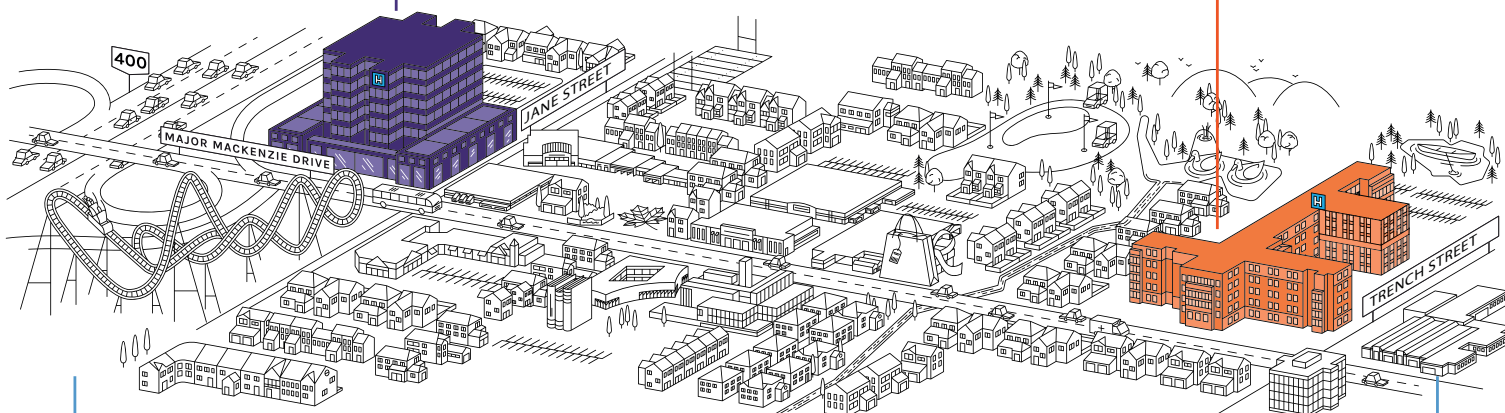 400
JANE STREET
MAJOR MACKENZIE DRIVE
H
H
TRENCH STREET